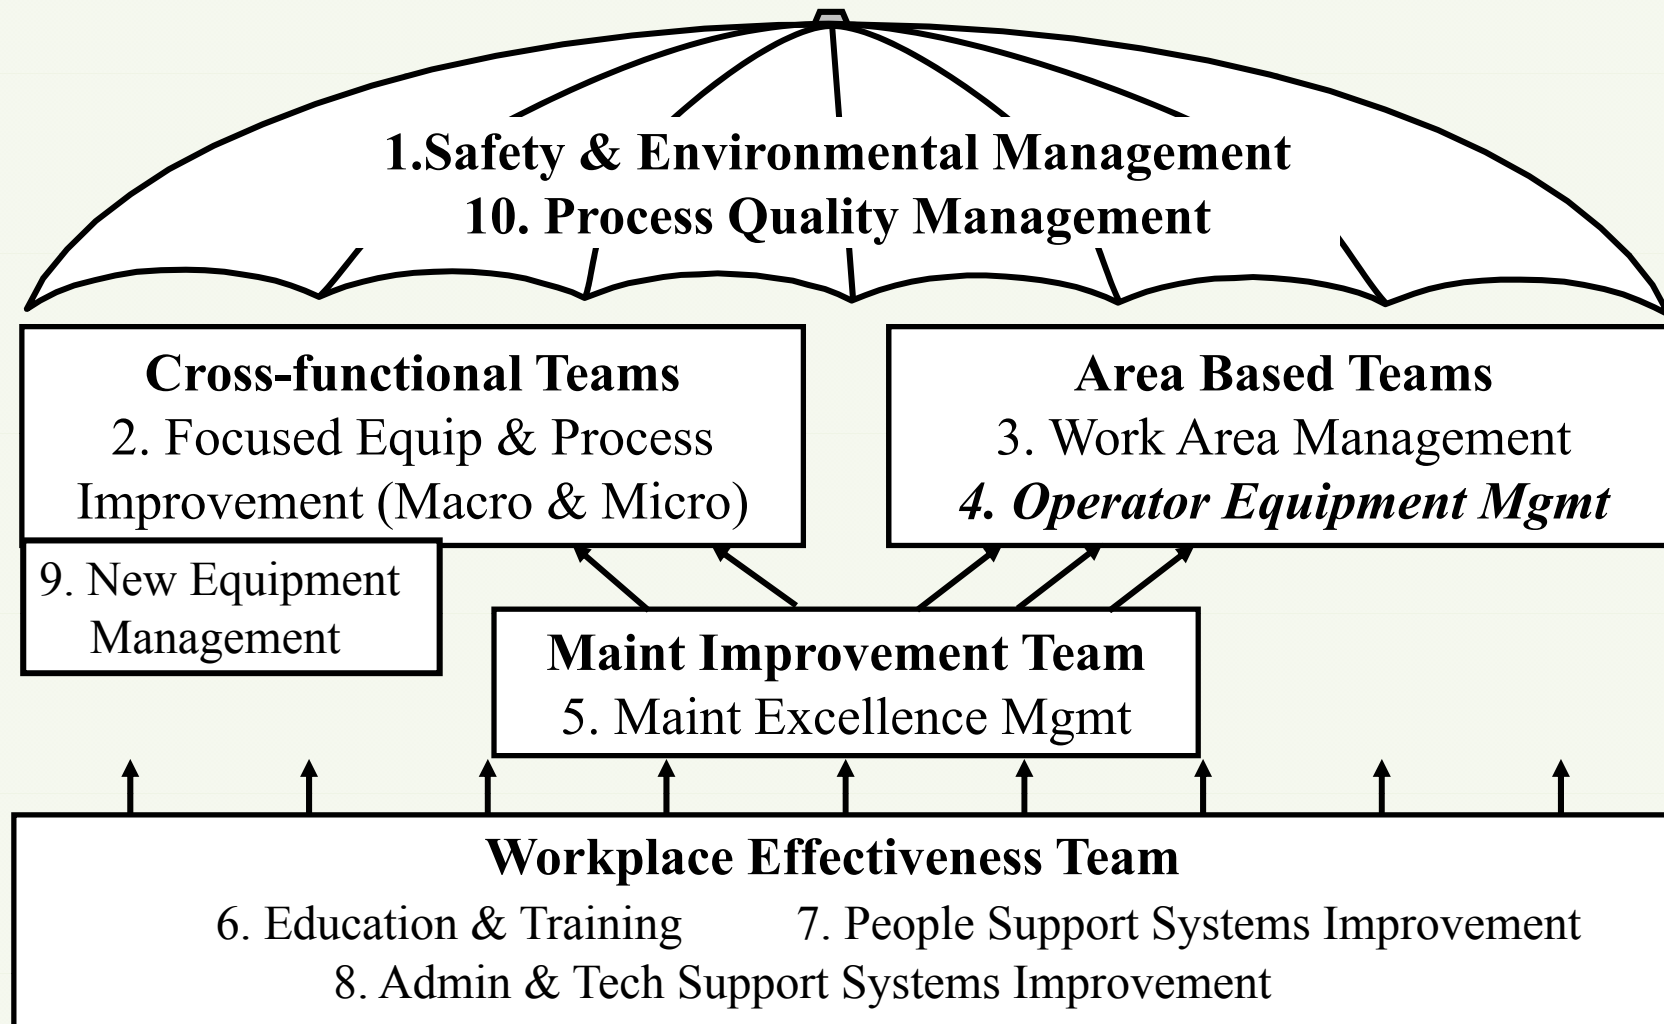 1.Safety & Environmental Management
10. Process Quality Management
Cross-functional Teams
2. Focused Equip & Process
Improvement (Macro & Micro)
Area Based Teams
3. Work Area Management
4. Operator Equipment Mgmt
9. New Equipment
Management
Maint Improvement Team
5. Maint Excellence Mgmt
Workplace Effectiveness Team
6. Education & Training 7. People Support Systems Improvement
8. Admin & Tech Support Systems Improvement